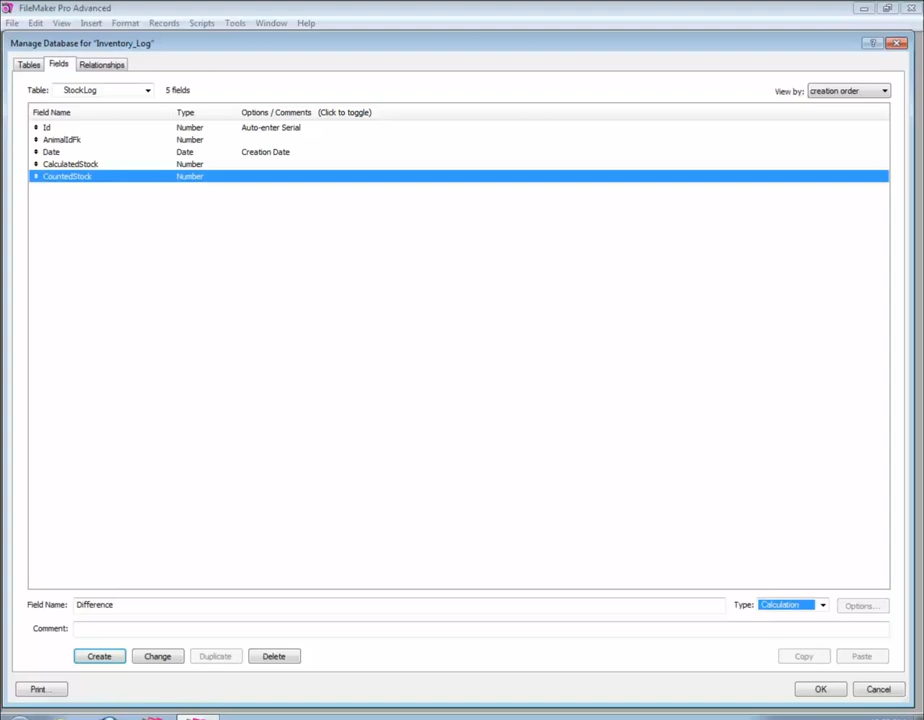 FileMaker Pro Advanced
File Edit View Insert Format Records Scripts Tools Window Help
Manage Database for "Inventory_Log"
Tables Fields Relationships
Table: StockLog 5 fields View by: creation order
Field Name Type Options / Comments (Click to toggle)
Id Number Auto-enter Serial
AnimalIdFk Number
Date Date Creation Date
CalculatedStock Number
CountedStock Number
Field Name: Difference Type: Calculation Options...
Comment:
Create Change Duplicate Delete Copy Paste
Print... OK Cancel